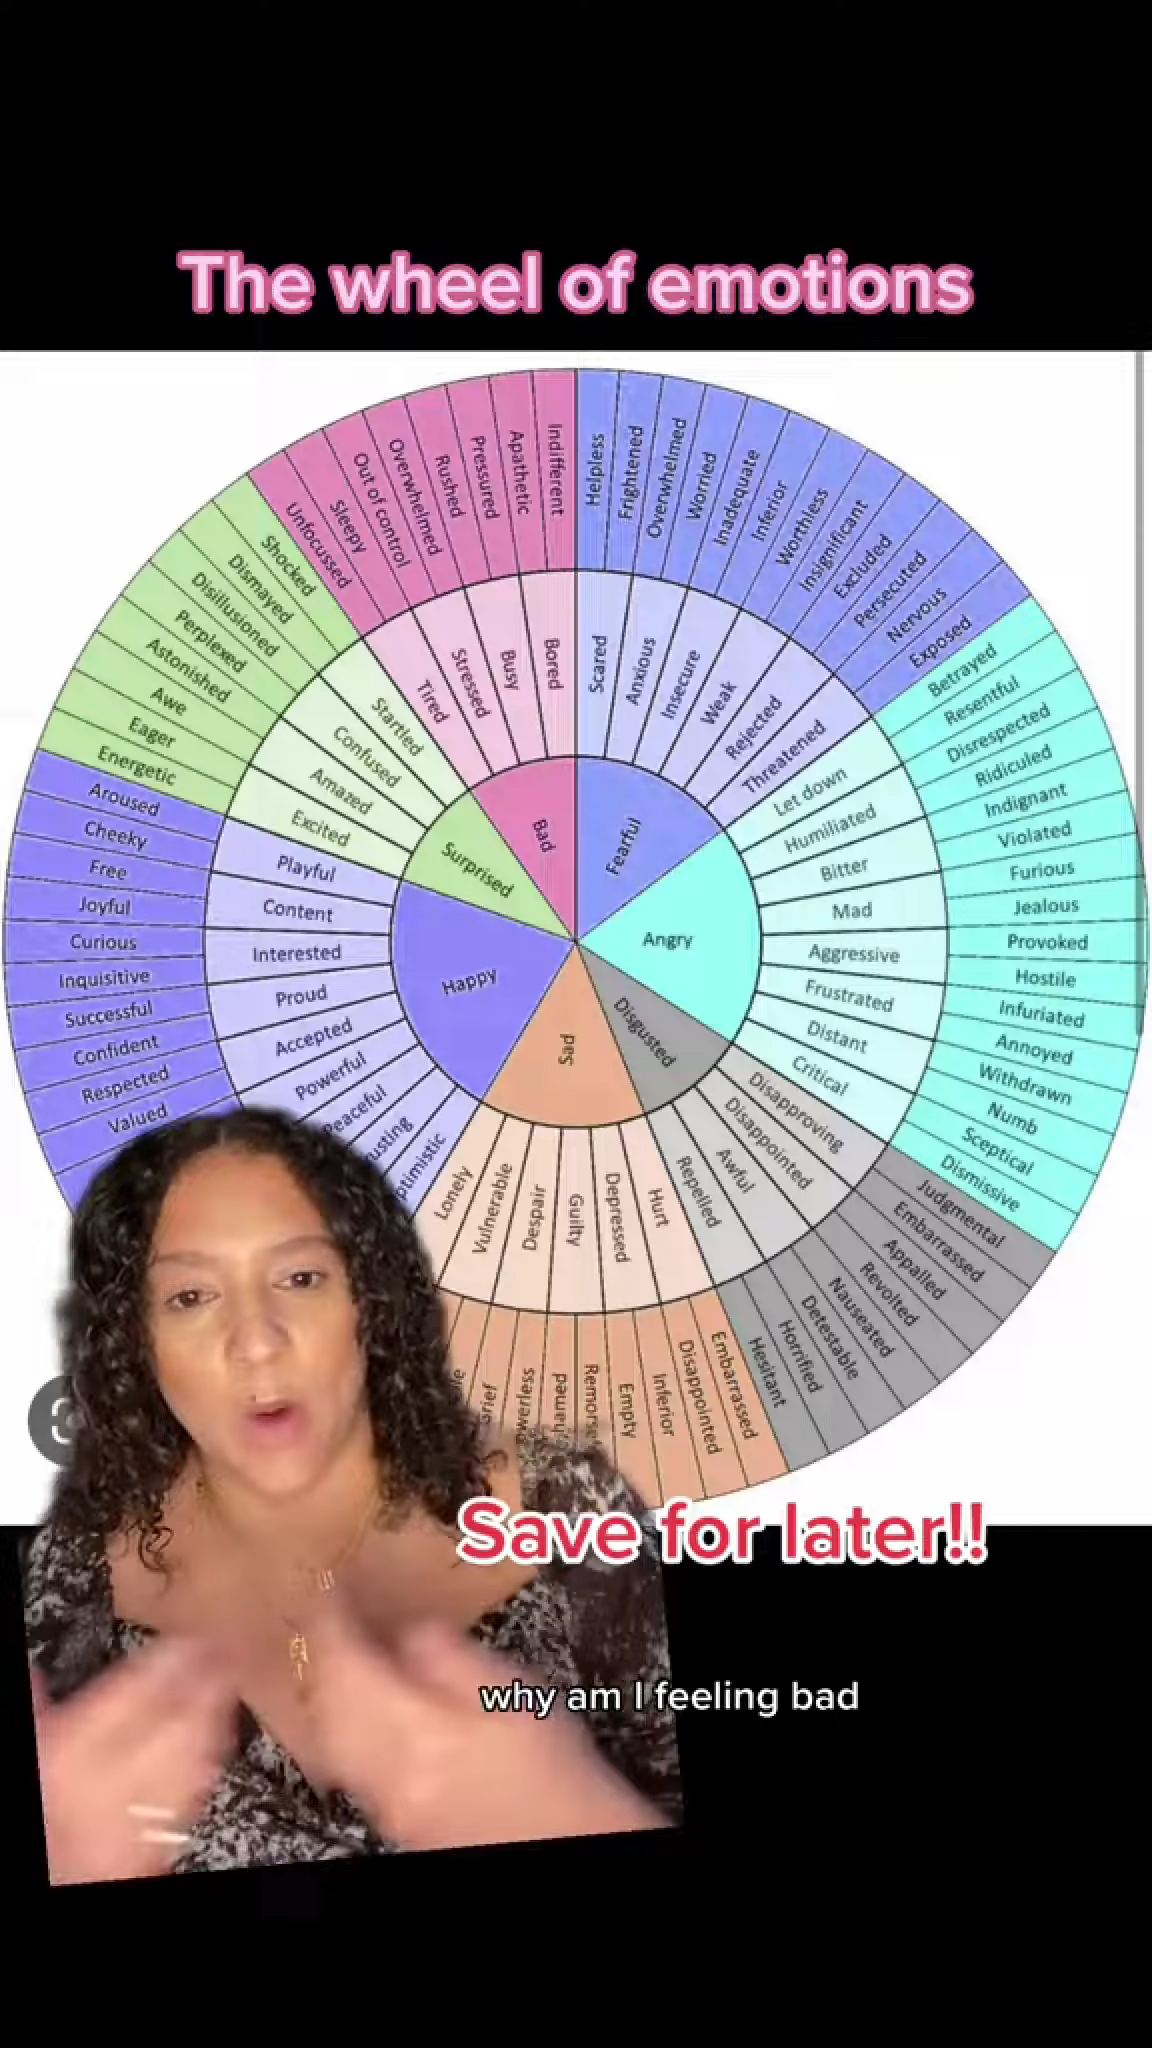 The wheel of emotions
Bad
Fearful
Angry
Disgusted
Sad
Happy
Surprised
Scared
Anxious
Insecure
Weak
Rejected
Threatened
Let down
Humiliated
Bitter
Mad
Aggressive
Frustrated
Distant
Critical
Disapproving
Disappointed
Awful
Repelled
Hurt
Depressed
Guilty
Despair
Vulnerable
Lonely
Powerful
Accepted
Proud
Interested
Content
Playful
Excited
Amazed
Confused
Startled
Tired
Stressed
Busy
Bored
Helpless
Frightened
Overwhelmed
Worried
Inadequate
Inferior
Worthless
Insignificant
Excluded
Persecuted
Nervous
Exposed
Betrayed
Resentful
Disrespected
Ridiculed
Indignant
Violated
Furious
Jealous
Provoked
Hostile
Infuriated
Annoyed
Withdrawn
Numb
Sceptical
Dismissive
Judgmental
Embarrassed
Appalled
Revolted
Nauseated
Detestable
Horrified
Hesitant
Embarrassed
Disappointed
Inferior
Empty
Valued
Respected
Confident
Successful
Inquisitive
Curious
Joyful
Free
Cheeky
Aroused
Energetic
Eager
Awe
Astonished
Perplexed
Disillusioned
Dismayed
Shocked
Unfocussed
Sleepy
Out of control
Overwhelmed
Rushed
Pressured
Apathetic
Indifferent
Save for later!!
why am I feeling bad